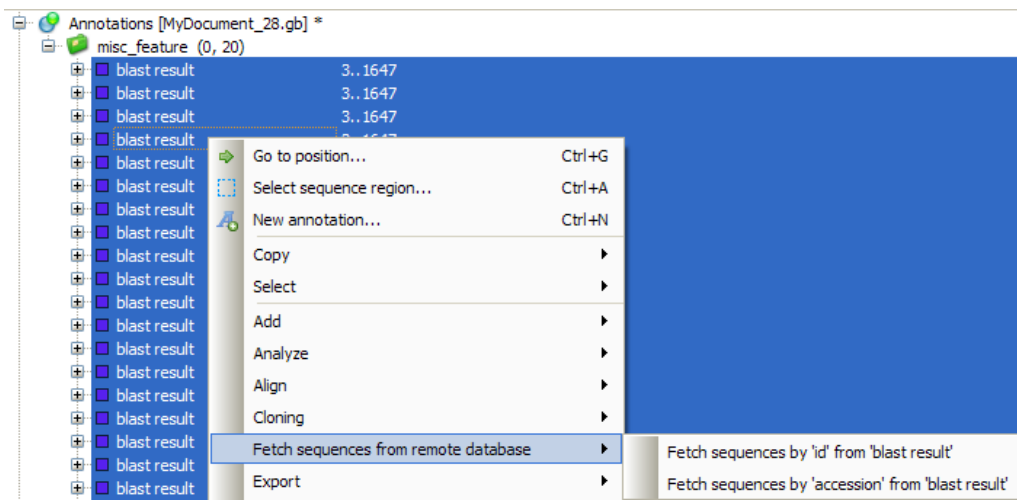 Annotations [MyDocument_28.gb] *
misc_feature (0, 20)
blast result 3..1647
blast result 3..1647
blast result 3..1647
blast result
blast result Go to position... Ctrl+G
blast result Select sequence region... Ctrl+A
blast result
blast result New annotation... Ctrl+N
blast result Copy
blast result Select
blast result
blast result Add
blast result Analyze
blast result Align
blast result
blast result Cloning
blast result Fetch sequences from remote database Fetch sequences by 'id' from 'blast result'
blast result
blast result Export Fetch sequences by 'accession' from 'blast result'